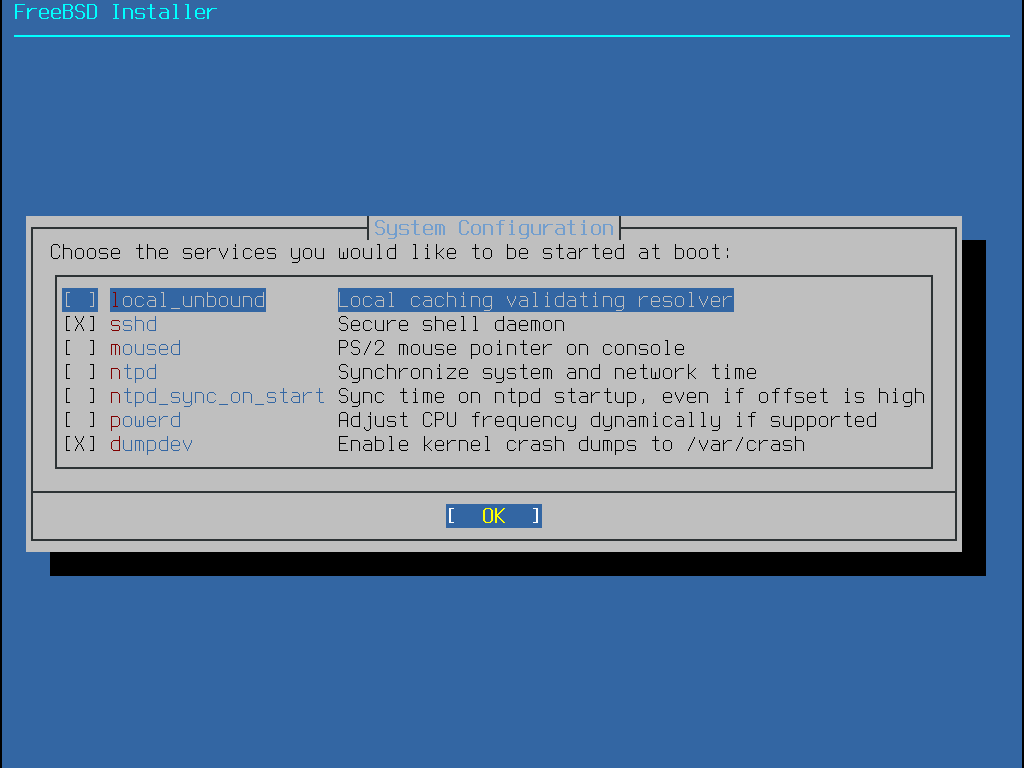 FreeBSD Installer
System Configuration
Choose the services you would like to be started at boot:
[ ] local_unbound Local caching validating resolver
[X] sshd Secure shell daemon
[ ] moused PS/2 mouse pointer on console
[ ] ntpd Synchronize system and network time
[ ] ntpd_sync_on_start Sync time on ntpd startup, even if offset is high
[ ] powerd Adjust CPU frequency dynamically if supported
[X] dumpdev Enable kernel crash dumps to /var/crash
[ OK ]